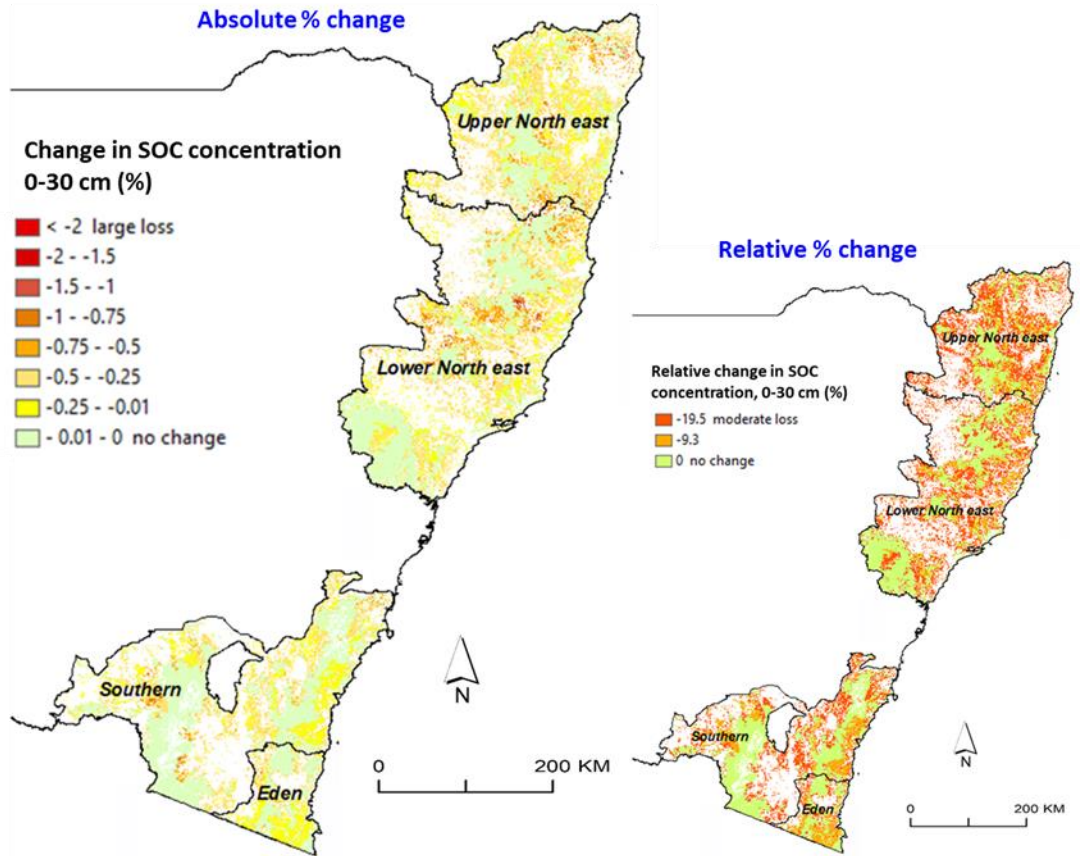 Absolute % change
Upper North east
Change in SOC concentration
0-30 cm (%)
< -2 large loss
-2 - -1.5
-1.5 - -1
-1 - -0.75
-0.75 - -0.5
-0.5 - -0.25
-0.25 - -0.01
- 0.01 - 0 no change
Lower North east
Southern
Eden
N
0 200 KM
Relative % change
Upper North east
Relative change in SOC
concentration, 0-30 cm (%)
-19.5 moderate loss
-9.3
0 no change
Lower North east
Southern
Eden
N
0 200 KM